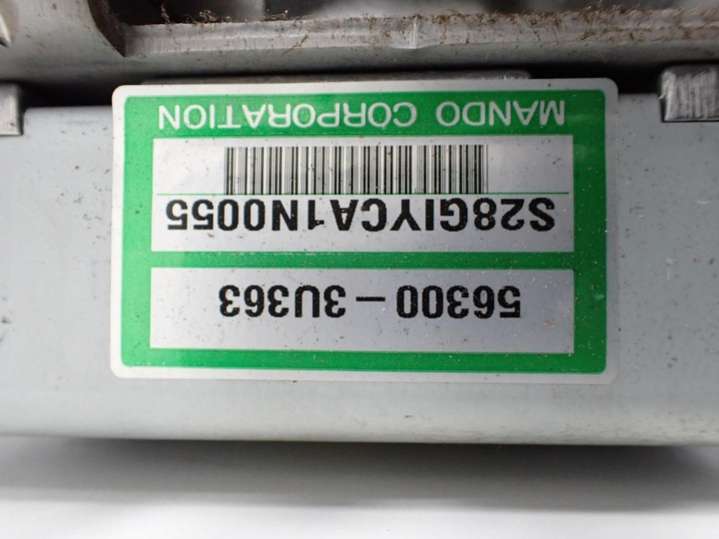 56300-3U363
S28GIYCA1N0055
MANDO CORPORATION